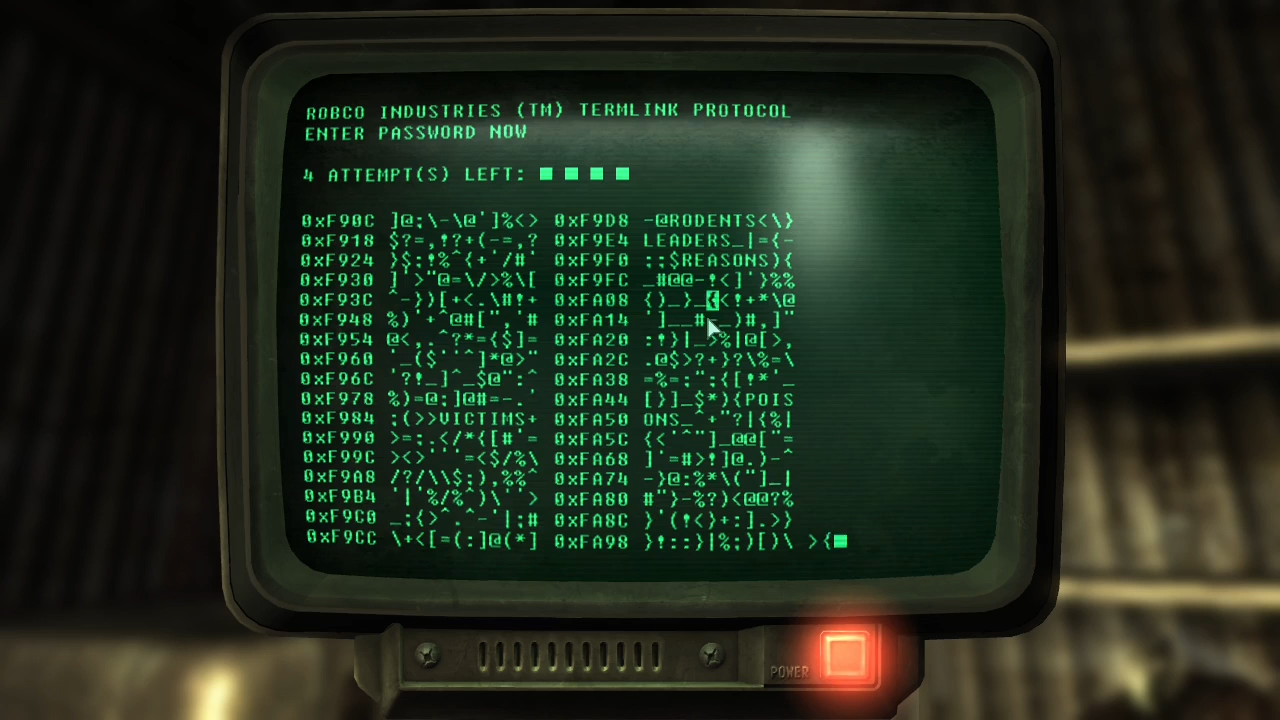 ROBCO INDUSTRIES (TM) TERMLINK PROTOCOL
ENTER PASSWORD NOW
4 ATTEMPT(S) LEFT: ■ ■ ■ ■
0xF90C ]@;\-\@']%<> 0xF9D8 -@RODENTS<\}
0xF918 $?=,!?+(-=,? 0xF9E4 LEADERS_|={-
0xF924 }$;!%^{+'/#' 0xF9F0 ;;$REASONS){
0xF930 ]'>"@=\/>%\[ 0xF9FC _#@@-!<]'}%%
0xF93C ^-})[+<.\#!+ 0xFA08 {)_}_{<!+*\@
0xF948 %)'+^@#[",'# 0xFA14 ']__#-_)#,]"
0xF954 @<,.^?*={$]= 0xFA20 :!}|_>%|@[>,
0xF960 '_($''^]*@>" 0xFA2C .@$>?+}?\%=\
0xF96C '?!_]^_$@":^ 0xFA38 =%=;";{[!*'_
0xF978 %)=@;]@#=-.' 0xFA44 [}]_$*){POIS
0xF984 ;(>>VICTIMS+ 0xFA50 ONS_^+"?|{%|
0xF990 >=;.</*{[#'= 0xFA5C {<'^"]_@@["=
0xF99C ><>'''=<$/%\ 0xFA68 ]'=#>!]@.)-^
0xF9A8 /?/\\$;),%%^ 0xFA74 -}@:%*\("]_|
0xF9B4 '|'%/%^)\''> 0xFA80 #"}-%?)<@@?%
0xF9C0 _;{>^.^-'|;# 0xFA8C }'(!<}+:].>}
0xF9CC \+<[=(:]@(*] 0xFA98 }!::}|%;)[)\ >{■
POWER